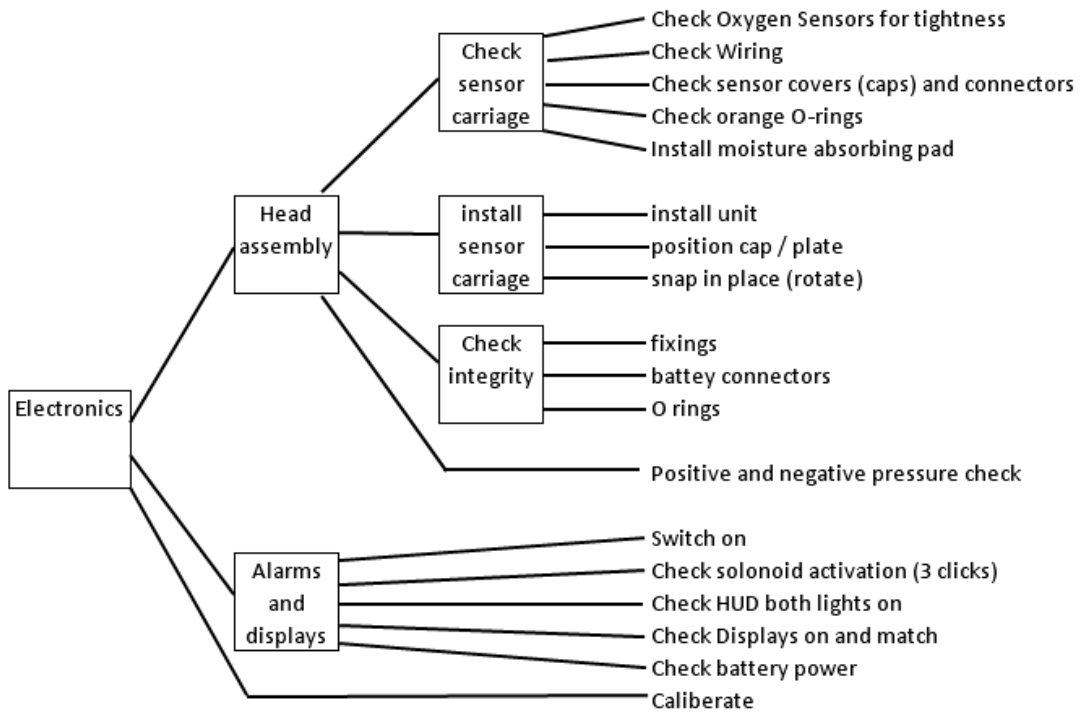 Check Oxygen Sensors for tightness
Check
sensor
carriage
Check Wiring
Check sensor covers (caps) and connectors
Check orange O-rings
Install moisture absorbing pad
Head
assembly
install
sensor
carriage
install unit
position cap / plate
snap in place (rotate)
Check
integrity
fixings
battey connectors
O rings
Electronics
Positive and negative pressure check
Alarms
and
displays
Switch on
Check solonoid activation (3 clicks)
Check HUD both lights on
Check Displays on and match
Check battery power
Caliberate